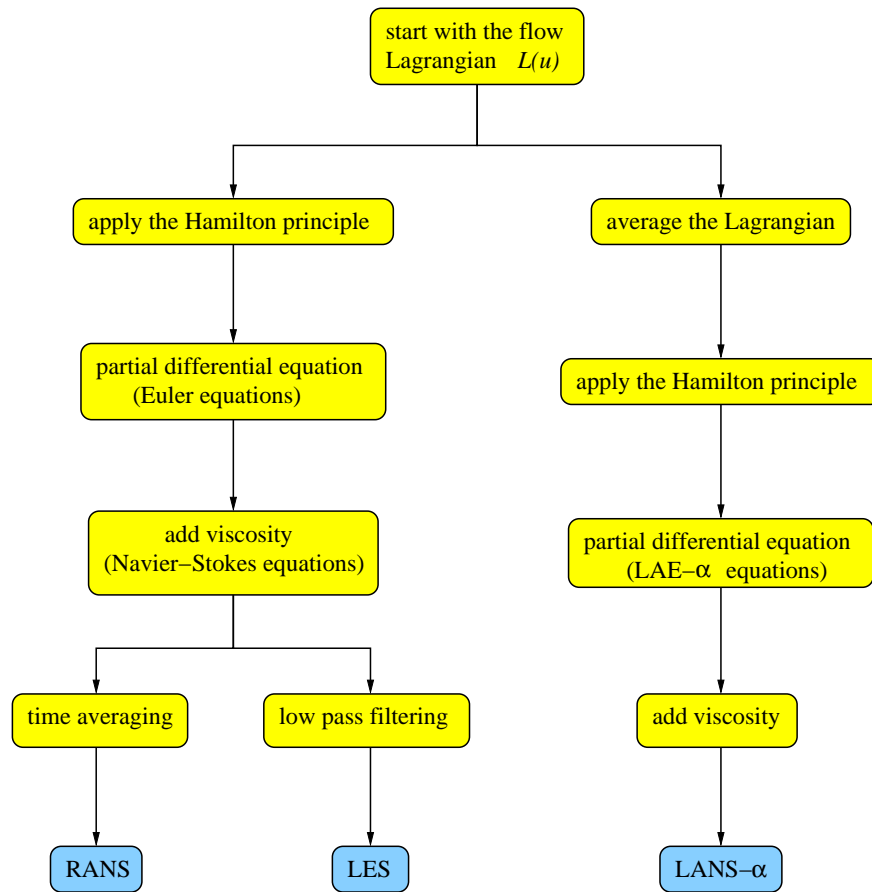 start with the flow
Lagrangian L(u)
apply the Hamilton principle
average the Lagrangian
partial differential equation
(Euler equations)
apply the Hamilton principle
add viscosity
(Navier−Stokes equations)
partial differential equation
(LAE−α equations)
time averaging
low pass filtering
add viscosity
RANS
LES
LANS−α